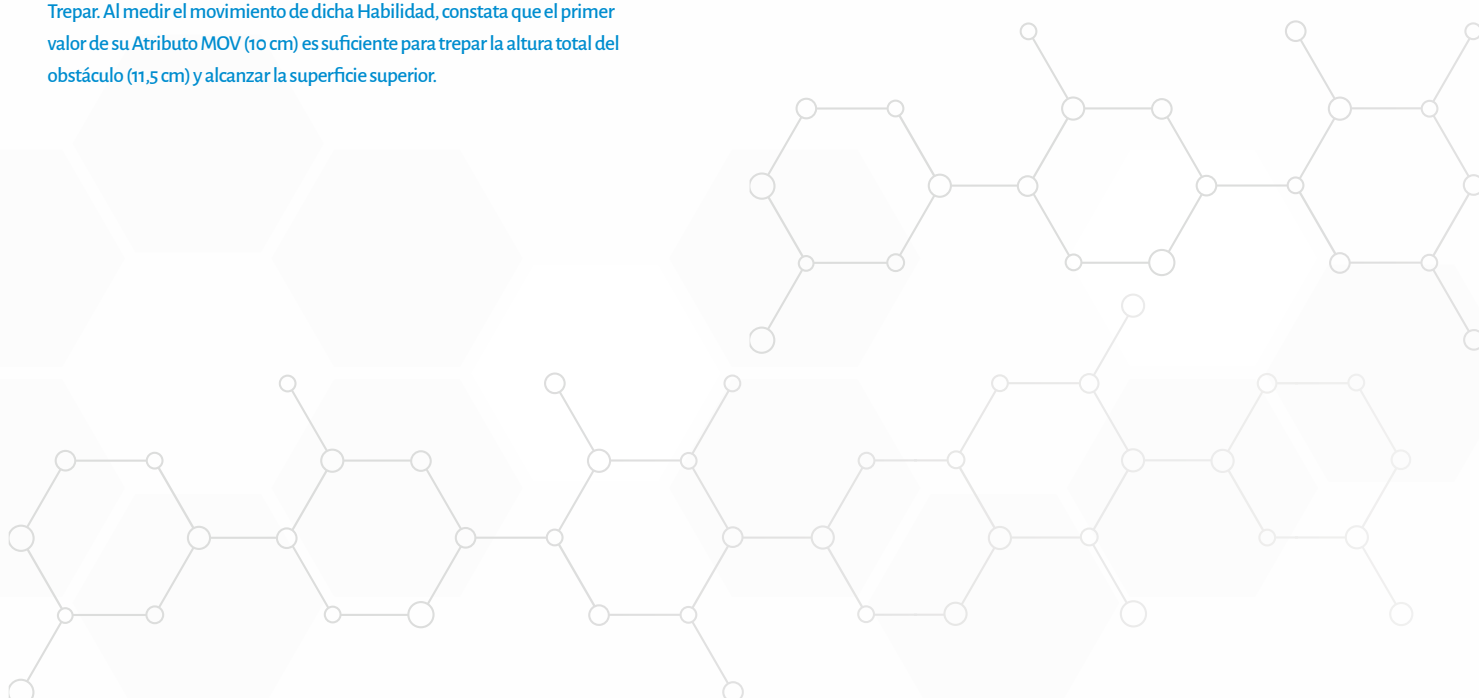 Trepar. Al medir el movimiento de dicha Habilidad, constata que el primer
valor de su Atributo MOV (10 cm) es suficiente para trepar la altura total del
obstáculo (11,5 cm) y alcanzar la superficie superior.